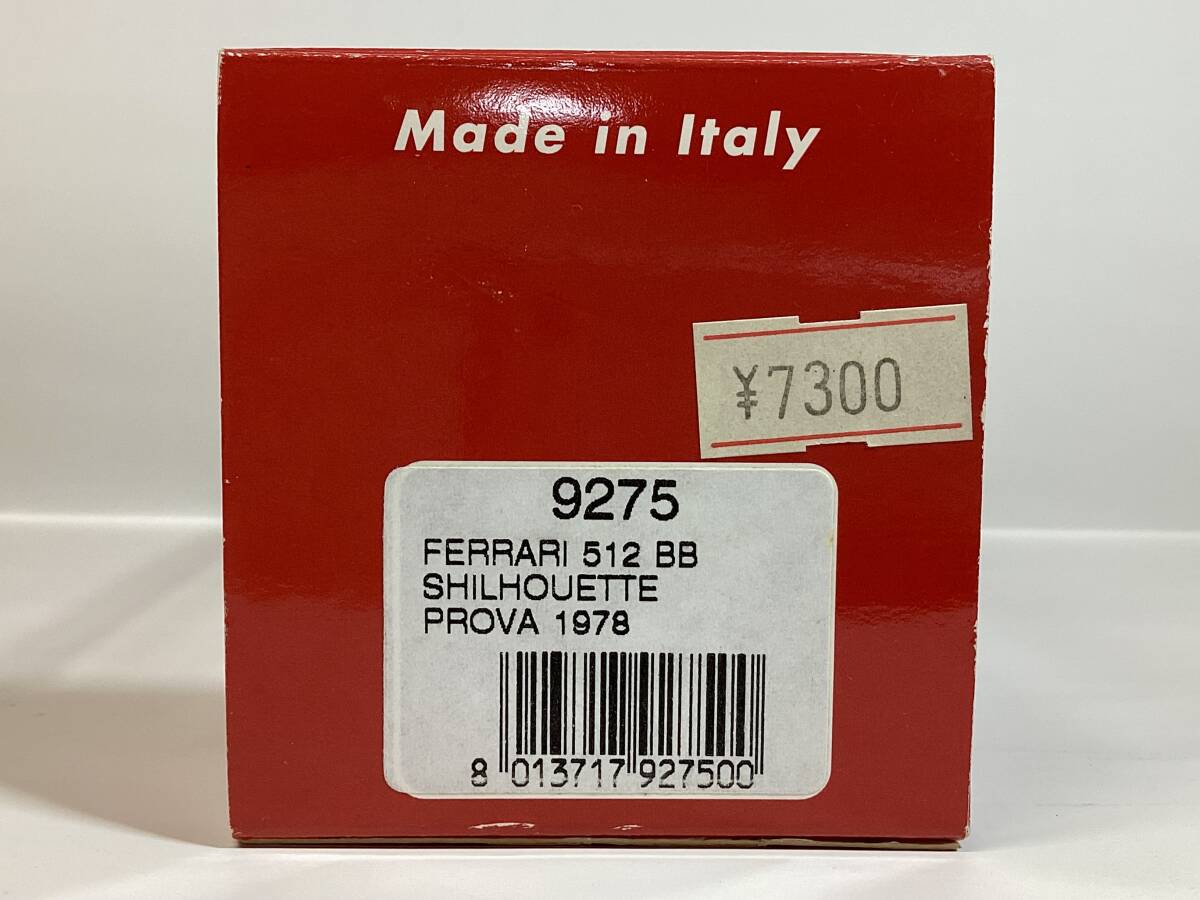 Made in Italy
¥7300
9275
FERRARI 512 BB
SHILHOUETTE
PROVA 1978
8 013717 927500